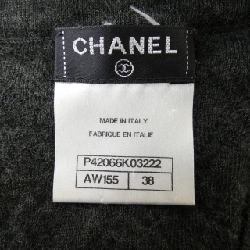 CHANEL
MADE IN ITALY
FABRIQUE EN ITALIE
P42066K03222
AW155 38